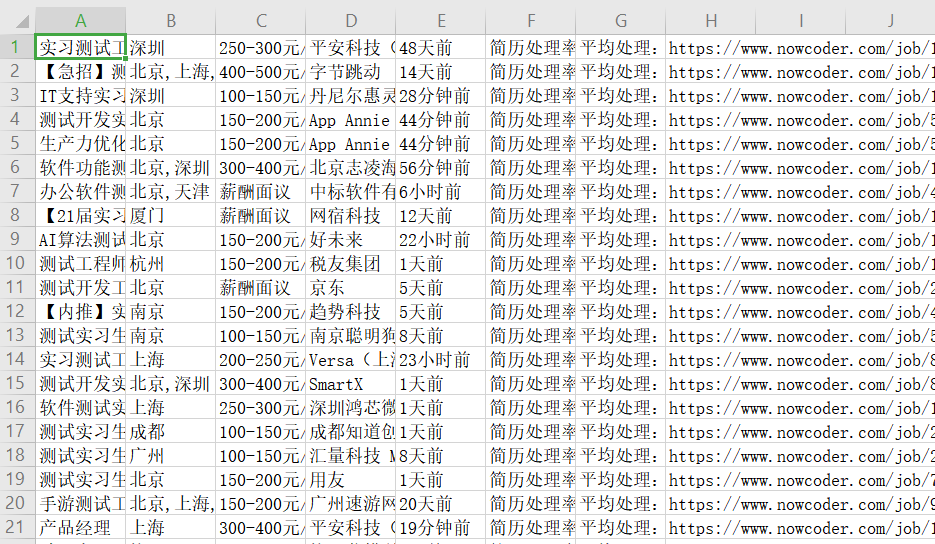 A B C D E F G H I J
1 实习测试工 深圳 250-300元/ 平安科技（ 48天前 简历处理率 平均处理： https://www.nowcoder.com/job/1
2 【急招】测 北京,上海, 400-500元/ 字节跳动 14天前 简历处理率 平均处理： https://www.nowcoder.com/job/1
3 IT支持实习 深圳 100-150元/ 丹尼尔惠灵 28分钟前 简历处理率 平均处理： https://www.nowcoder.com/job/1
4 测试开发实 北京 150-200元/ App Annie 44分钟前 简历处理率 平均处理： https://www.nowcoder.com/job/5
5 生产力优化 北京 150-200元/ App Annie 44分钟前 简历处理率 平均处理： https://www.nowcoder.com/job/5
6 软件功能测 北京,深圳 300-400元/ 北京志凌海 56分钟前 简历处理率 平均处理： https://www.nowcoder.com/job/1
7 办公软件测 北京,天津 薪酬面议 中标软件有 6小时前 简历处理率 平均处理： https://www.nowcoder.com/job/4
8 【21届实习 厦门 薪酬面议 网宿科技 12天前 简历处理率 平均处理： https://www.nowcoder.com/job/1
9 AI算法测试 北京 150-200元/ 好未来 22小时前 简历处理率 平均处理： https://www.nowcoder.com/job/1
10 测试工程师 杭州 150-200元/ 税友集团 1天前 简历处理率 平均处理： https://www.nowcoder.com/job/1
11 测试开发工 北京 薪酬面议 京东 5天前 简历处理率 平均处理： https://www.nowcoder.com/job/2
12 【内推】实 南京 150-200元/ 趋势科技 5天前 简历处理率 平均处理： https://www.nowcoder.com/job/4
13 测试实习生 南京 100-150元/ 南京聪明狗 8天前 简历处理率 平均处理： https://www.nowcoder.com/job/5
14 实习测试工 上海 200-250元/ Versa（上海 23小时前 简历处理率 平均处理： https://www.nowcoder.com/job/8
15 测试开发实 北京,深圳 300-400元/ SmartX 1天前 简历处理率 平均处理： https://www.nowcoder.com/job/8
16 软件测试实 上海 250-300元/ 深圳鸿芯微 1天前 简历处理率 平均处理： https://www.nowcoder.com/job/1
17 测试实习生 成都 100-150元/ 成都知道创 1天前 简历处理率 平均处理： https://www.nowcoder.com/job/2
18 测试实习生 广州 100-150元/ 汇量科技 M 8天前 简历处理率 平均处理： https://www.nowcoder.com/job/2
19 测试实习生 北京 150-200元/ 用友 1天前 简历处理率 平均处理： https://www.nowcoder.com/job/7
20 手游测试工 北京,上海, 150-200元/ 广州速游网 20天前 简历处理率 平均处理： https://www.nowcoder.com/job/9
21 产品经理 上海 300-400元/ 平安科技（ 19分钟前 简历处理率 平均处理： https://www.nowcoder.com/job/1